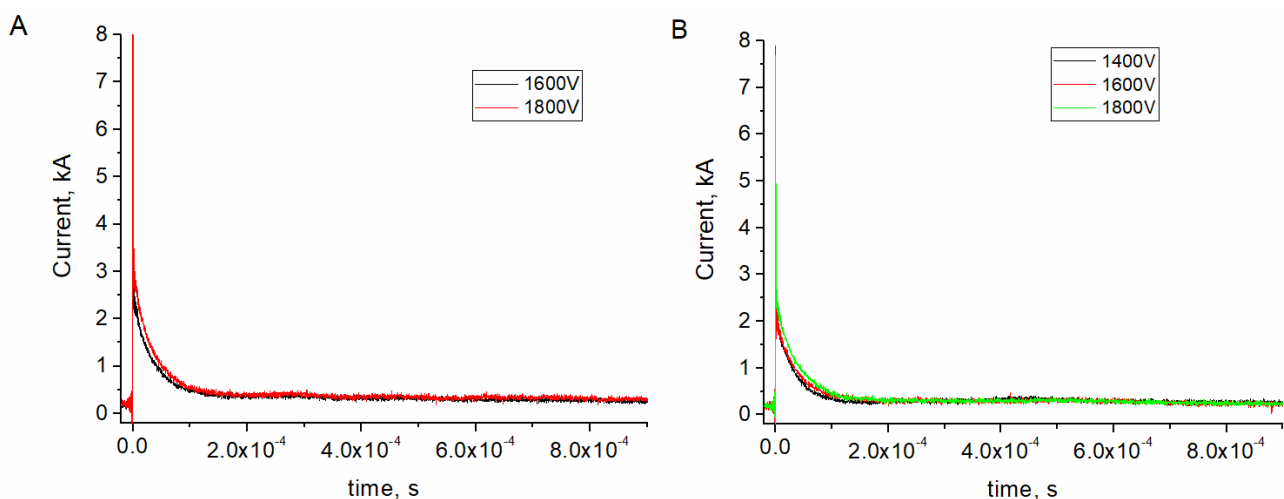 A
8
7
6
5
4
3
2
1
0
Current, kA
1600V
1800V
0.0
2.0x10⁻⁴
4.0x10⁻⁴
6.0x10⁻⁴
8.0x10⁻⁴
time, s
B
8
7
6
5
4
3
2
1
0
Current, kA
1400V
1600V
1800V
0.0
2.0x10⁻⁴
4.0x10⁻⁴
6.0x10⁻⁴
8.0x10⁻⁴
time, s